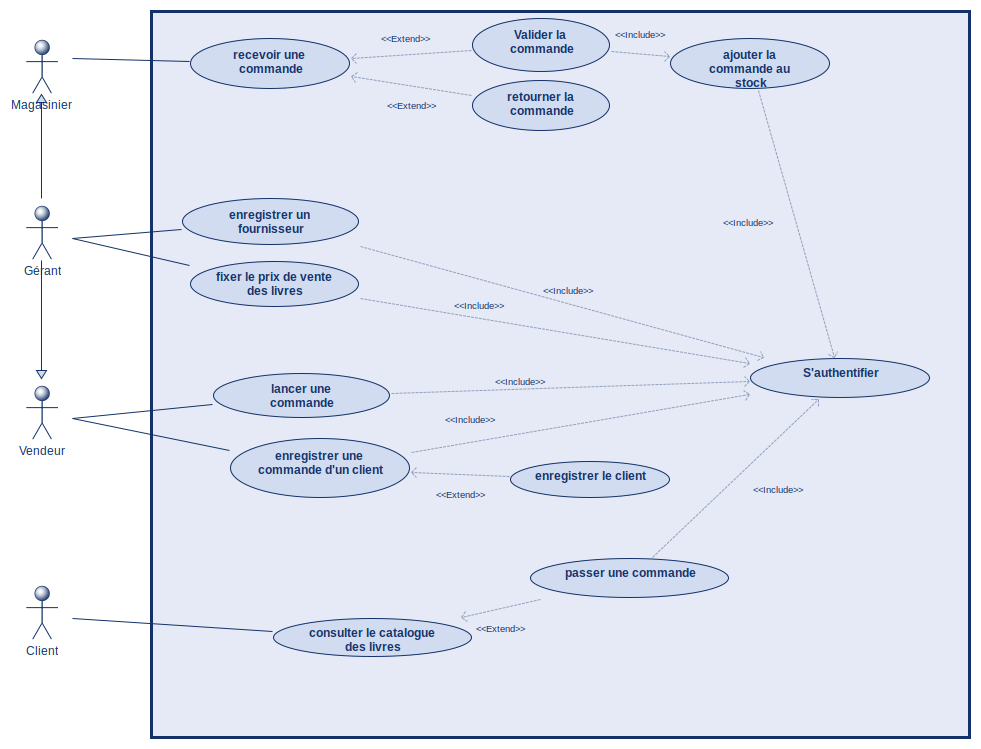 Magasinier
recevoir une
commande
<<Extend>>
Valider la
commande
<<Include>>
ajouter la
commande au
stock
<<Extend>>
retourner la
commande
Gérant
enregistrer un
fournisseur
fixer le prix de vente
des livres
<<Include>>
<<Include>>
<<Include>>
S'authentifier
Vendeur
lancer une
commande
<<Include>>
enregistrer une
commande d'un client
<<Include>>
<<Extend>>
enregistrer le client
<<Include>>
passer une commande
Client
consulter le catalogue
des livres
<<Extend>>